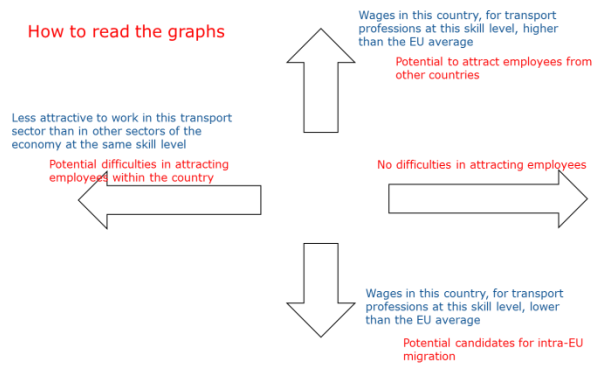 How to read the graphs
Wages in this country, for transport
professions at this skill level, higher
than the EU average
Potential to attract employees from
other countries
Less attractive to work in this transport
sector than in other sectors of the
economy at the same skill level
Potential difficulties in attracting
employees within the country
No difficulties in attracting employees
Wages in this country, for transport
professions at this skill level, lower
than the EU average
Potential candidates for intra-EU
migration